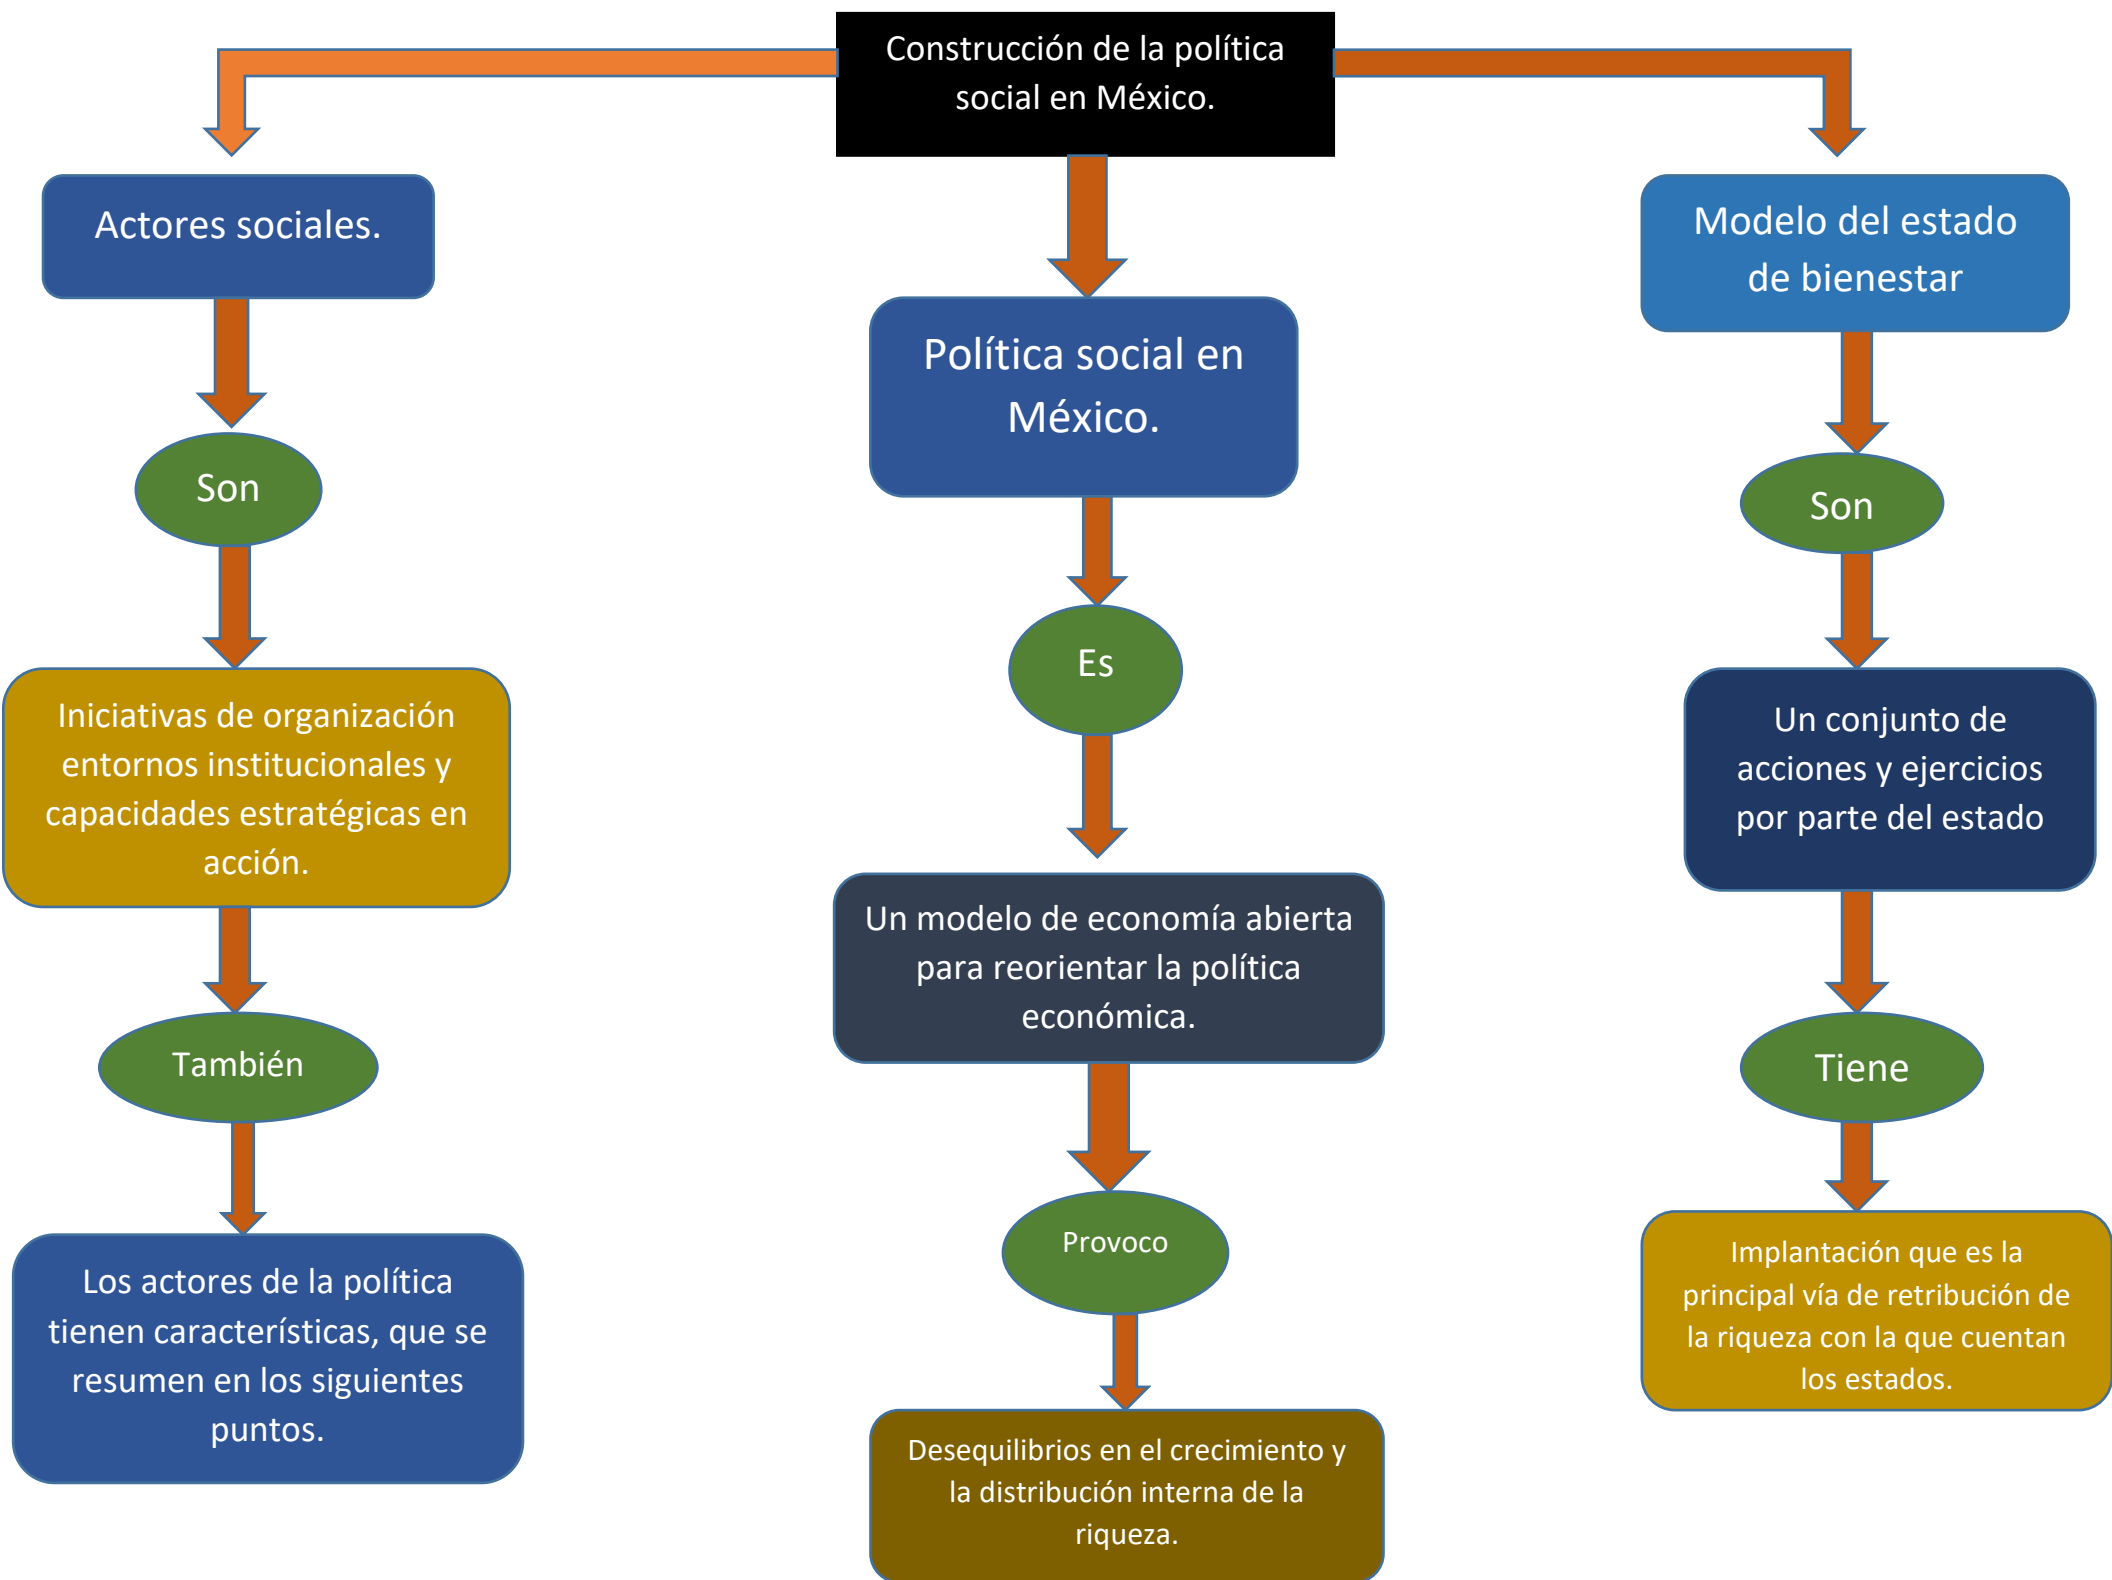 Construcción de la política
social en México.
Actores sociales.
Son
Iniciativas de organización
entornos institucionales y
capacidades estratégicas en
acción.
También
Los actores de la política
tienen características, que se
resumen en los siguientes
puntos.
Política social en
México.
Es
Un modelo de economía abierta
para reorientar la política
económica.
Provoco
Desequilibrios en el crecimiento y
la distribución interna de la
riqueza.
Modelo del estado
de bienestar
Son
Un conjunto de
acciones y ejercicios
por parte del estado
Tiene
Implantación que es la
principal vía de retribución de
la riqueza con la que cuentan
los estados.